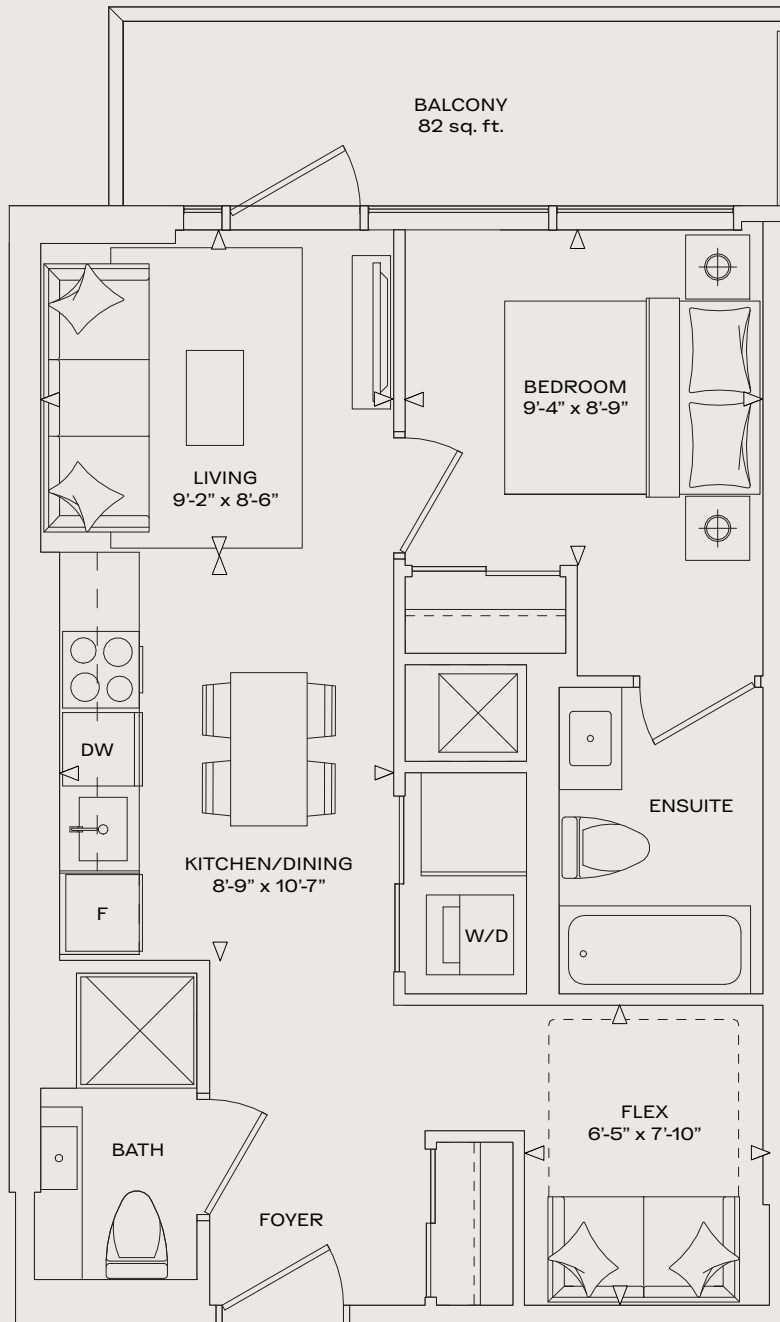 BALCONY
82 sq. ft.
BEDROOM
9’-4” x 8’-9”
LIVING
9’-2” x 8’-6”
DW
ENSUITE
KITCHEN/DINING
8’-9” x 10’-7”
F
W/D
FLEX
6’-5” x 7’-10”
BATH
FOYER